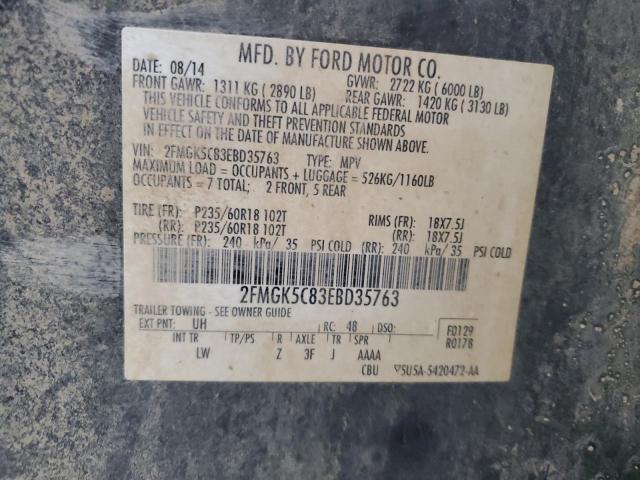 MFD. BY FORD MOTOR CO.
DATE: 08/14 GVWR: 2722 KG ( 6000 LB)
FRONT GAWR: 1311 KG ( 2890 LB) REAR GAWR: 1420 KG ( 3130 LB)
THIS VEHICLE CONFORMS TO ALL APPLICABLE FEDERAL MOTOR
VEHICLE SAFETY AND THEFT PREVENTION STANDARDS
IN EFFECT ON THE DATE OF MANUFACTURE SHOWN ABOVE.
VIN: 2FMGK5C83EBD35763 TYPE: MPV
MAXIMUM LOAD = OCCUPANTS + LUGGAGE = 526KG/1160LB
OCCUPANTS = 7 TOTAL; 2 FRONT, 5 REAR
TIRE (FR): P235/60R18 102T RIMS (FR): 18X7.5J
(RR): P235/60R18 102T (RR): 18X7.5J
PRESSURE (FR): 240 kPa/ 35 PSI COLD (RR): 240 kPa/ 35 PSI COLD
2FMGK5C83EBD35763
TRAILER TOWING - SEE OWNER GUIDE
EXT PNT: UH RC: 48 DSO: F0129
INT TR TP/PS R AXLE TR SPR R0178
LW Z 3F J AAAA
CBU 5U5A-5420472-AA